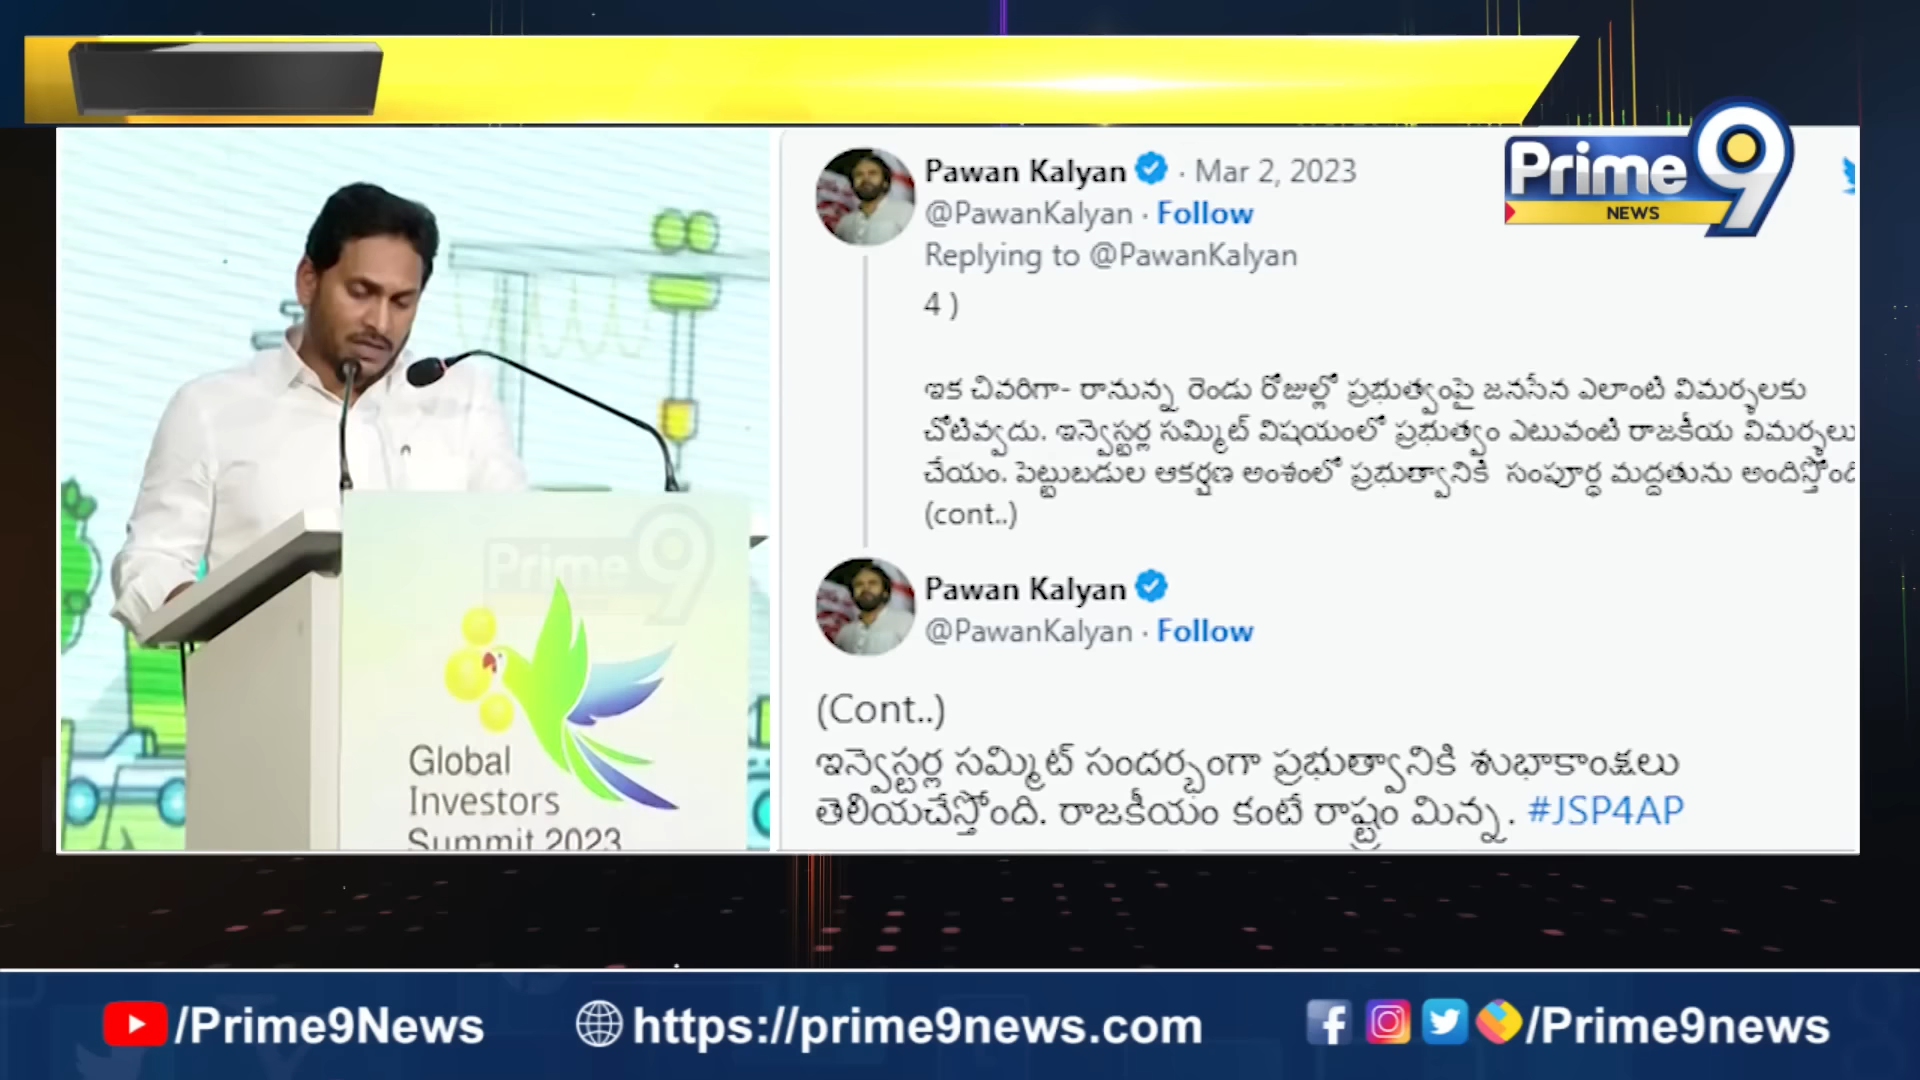 Prime9
NEWS
Pawan Kalyan · Mar 2, 2023
@PawanKalyan · Follow
Replying to @PawanKalyan
4 )
ఇక చివరిగా- రానున్న రెండు రోజుల్లో ప్రభుత్వంపై జనసేన ఎలాంటి విమర్శలకు
చోటివ్వదు. ఇన్వెస్టర్ల సమ్మిట్ విషయంలో ప్రభుత్వం ఎటువంటి రాజకీయ విమర్శలు
చేయం. పెట్టుబడుల ఆకర్షణ అంశంలో ప్రభుత్వానికి సంపూర్ణ మద్దతును
(cont..)
Pawan Kalyan
@PawanKalyan · Follow
(Cont..)
ఇన్వెస్టర్ల సమ్మిట్ సందర్భంగా ప్రభుత్వానికి శుభాకాంక్షలు
తెలియచేస్తోంది. రాజకీయం కంటే రాష్ట్రం మిన్న. #JSP4AP
Prime9
Global
Investors
Summit 2023
/Prime9News
https://prime9news.com
/Prime9news